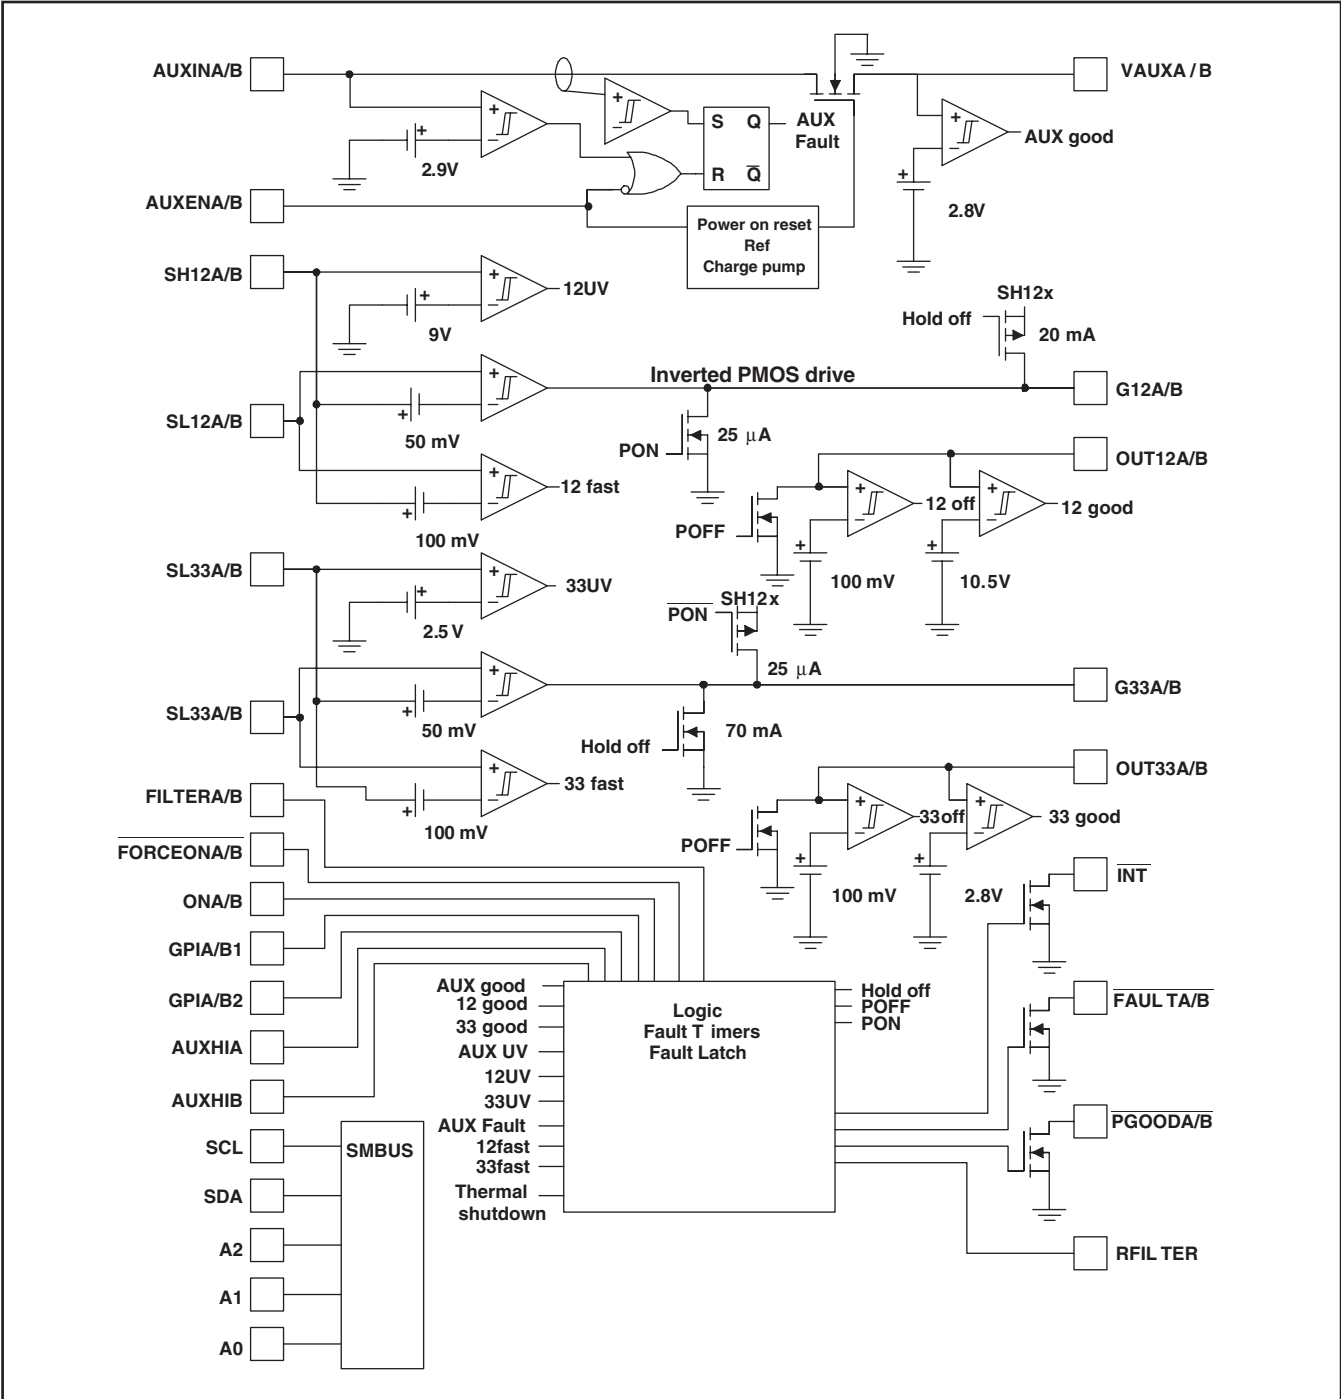 AUXINA/B
VAUXA / B
+
–
+
2.9V
+
–
S Q
R Q̅
AUX
Fault
+
–
AUX good
+
2.8V
AUXENA/B
Power on reset
Ref
Charge pump
SH12A/B
+
–
12UV
+
9V
SH12x
Hold off
20 mA
Inverted PMOS drive
G12A/B
SL12A/B
+
–
+
50 mV
PON
25 μA
OUT12A/B
+
–
12 fast
+
100 mV
POFF
+
–
12 off
+
–
12 good
+
100 mV
+
10.5V
SL33A/B
+
–
33UV
+
2.5 V
SH12x
P̅O̅N̅
25 μA
G33A/B
SL33A/B
+
–
+
50 mV
Hold off
70 mA
OUT33A/B
+
–
33 fast
+
100 mV
POFF
+
–
33off
+
–
33 good
+
100 mV
+
2.8V
FILTERA/B
F̅O̅R̅C̅E̅O̅N̅A̅/̅B̅
ONA/B
GPIA/B1
GPIA/B2
AUXHIA
AUXHIB
I̅N̅T̅
F̅A̅U̅L̅ T̅A̅/̅B̅
P̅G̅O̅O̅D̅A̅/̅B̅
RFIL TER
AUX good
12 good
33 good
AUX UV
12UV
33UV
AUX Fault
12fast
33fast
Thermal
shutdown
Logic
Fault T imers
Fault Latch
Hold off
POFF
PON
SCL
SDA
A2
A1
A0
SMBUS